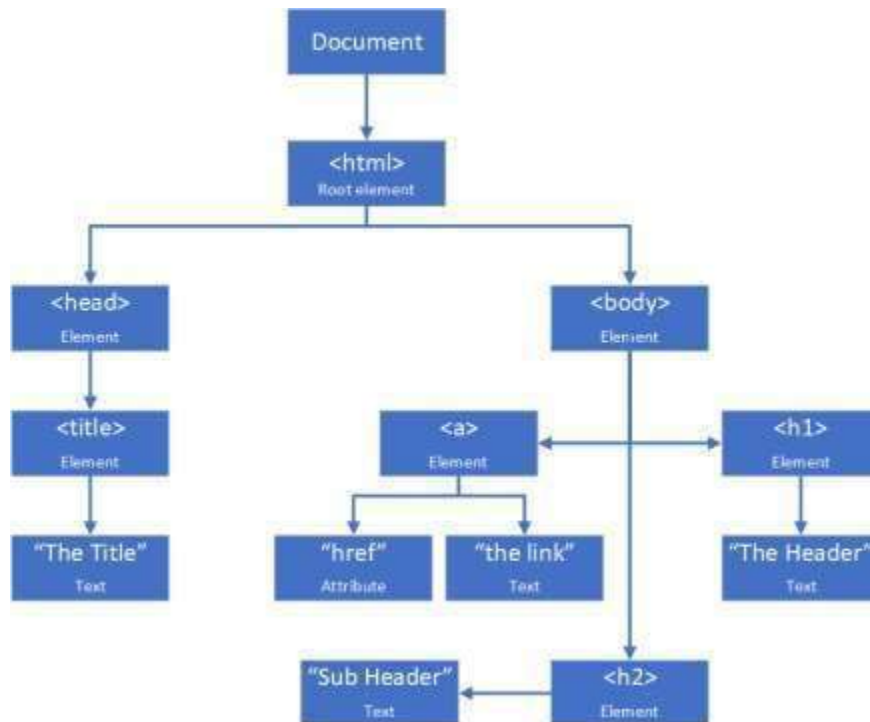 Document
<html>
Root element
<head>
Element
<body>
Element
<title>
Element
<a>
Element
<h1>
Element
“The Title”
Text
“href”
Attribute
“the link”
Text
“The Header”
Text
“Sub Header”
Text
<h2>
Element